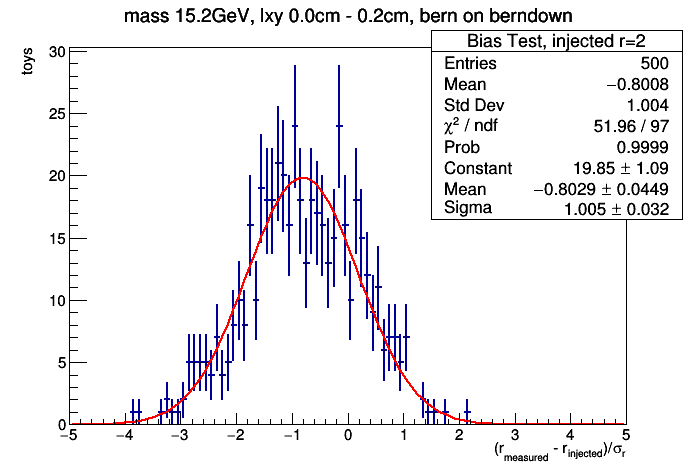 mass 15.2GeV, lxy 0.0cm - 0.2cm, bern on berndown
Bias Test, injected r=2
Entries 500
Mean −0.8008
Std Dev 1.004
χ² / ndf 51.96 / 97
Prob 0.9999
Constant 19.85 ± 1.09
Mean −0.8029 ± 0.0449
Sigma 1.005 ± 0.032
toys
30
25
20
15
10
5
0
−5 −4 −3 −2 −1 0 1 2 3 4 5
(r_measured - r_injected)/σ_r